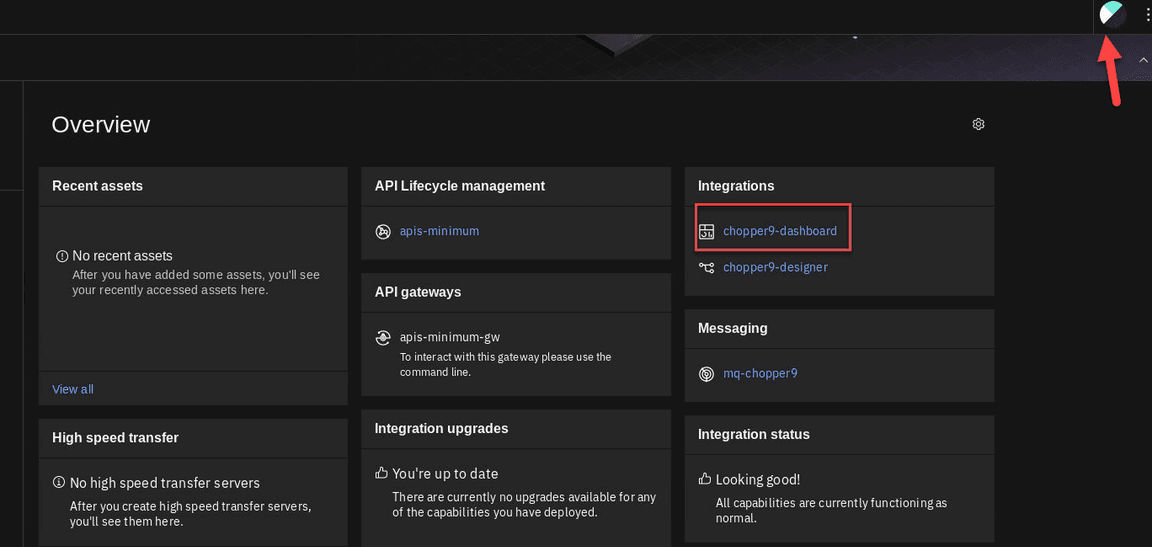 Overview
Recent assets
No recent assets
After you have added some assets, you'll see
your recently accessed assets here.
View all
High speed transfer
No high speed transfer servers
After you create high speed transfer servers,
you'll see them here.
API Lifecycle management
apis-minimum
API gateways
apis-minimum-gw
To interact with this gateway please use the
command line.
Integration upgrades
You're up to date
There are currently no upgrades available for any
of the capabilities you have deployed.
Integrations
chopper9-dashboard
chopper9-designer
Messaging
mq-chopper9
Integration status
Looking good!
All capabilities are currently functioning as
normal.